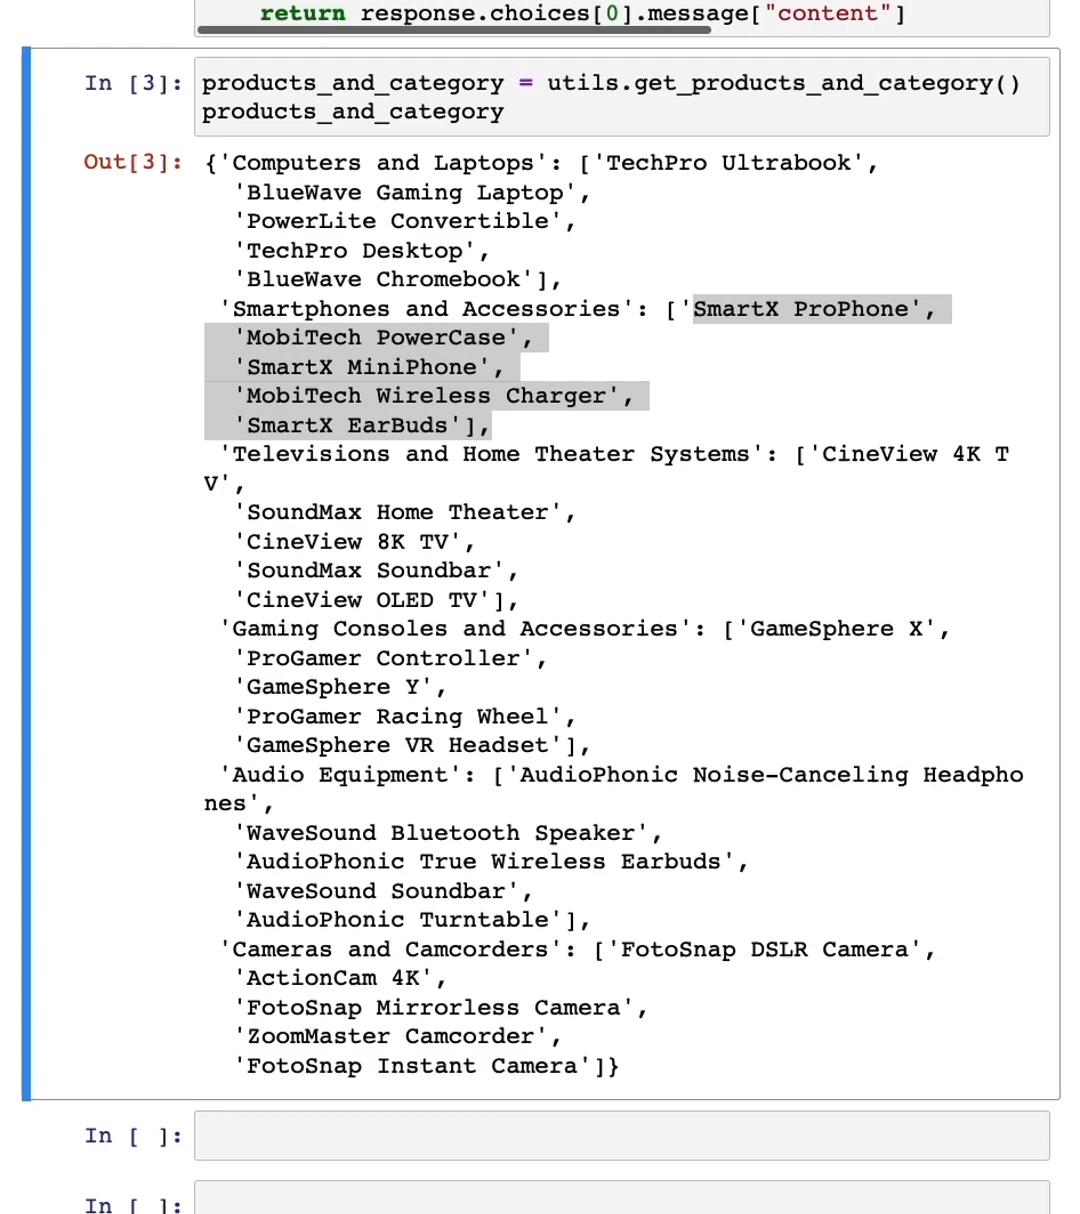 return response.choices[0].message["content"]
In [3]: products_and_category = utils.get_products_and_category()
products_and_category
Out[3]: {'Computers and Laptops': ['TechPro Ultrabook',
'BlueWave Gaming Laptop',
'PowerLite Convertible',
'TechPro Desktop',
'BlueWave Chromebook'],
'Smartphones and Accessories': ['SmartX ProPhone',
'MobiTech PowerCase',
'SmartX MiniPhone',
'MobiTech Wireless Charger',
'SmartX EarBuds'],
'Televisions and Home Theater Systems': ['CineView 4K T
V',
'SoundMax Home Theater',
'CineView 8K TV',
'SoundMax Soundbar',
'CineView OLED TV'],
'Gaming Consoles and Accessories': ['GameSphere X',
'ProGamer Controller',
'GameSphere Y',
'ProGamer Racing Wheel',
'GameSphere VR Headset'],
'Audio Equipment': ['AudioPhonic Noise-Canceling Headpho
nes',
'WaveSound Bluetooth Speaker',
'AudioPhonic True Wireless Earbuds',
'WaveSound Soundbar',
'AudioPhonic Turntable'],
'Cameras and Camcorders': ['FotoSnap DSLR Camera',
'ActionCam 4K',
'FotoSnap Mirrorless Camera',
'ZoomMaster Camcorder',
'FotoSnap Instant Camera']}
In [ ]:
In [ ]: